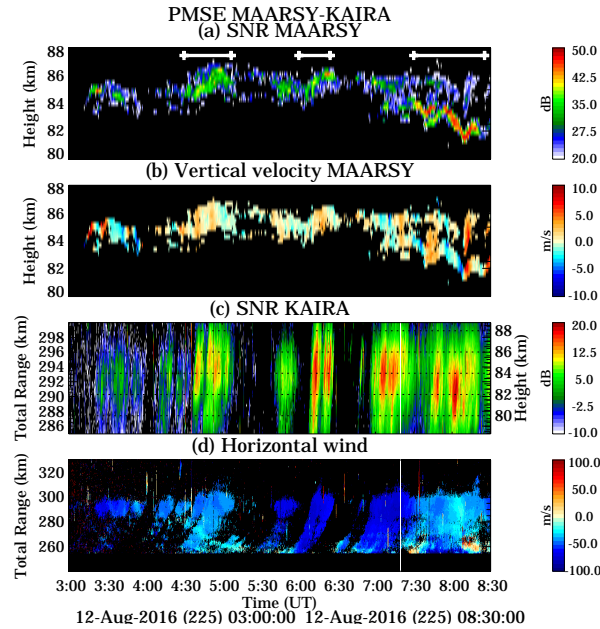 PMSE MAARSY-KAIRA
(a) SNR MAARSY
88
86
84
82
80
Height (km)
50.0
42.5
35.0
27.5
20.0
dB
(b) Vertical velocity MAARSY
88
86
84
82
80
Height (km)
10.0
5.0
0.0
-5.0
-10.0
m/s
(c) SNR KAIRA
298
296
294
292
290
288
286
Total Range (km)
88
86
84
82
80
Height (km)
20.0
12.5
5.0
-2.5
-10.0
dB
(d) Horizontal wind
320
300
280
260
Total Range (km)
100.0
50.0
0.0
-50.0
-100.0
m/s
3:00 3:30 4:00 4:30 5:00 5:30 6:00 6:30 7:00 7:30 8:00 8:30
Time (UT)
12-Aug-2016 (225) 03:00:00 12-Aug-2016 (225) 08:30:00